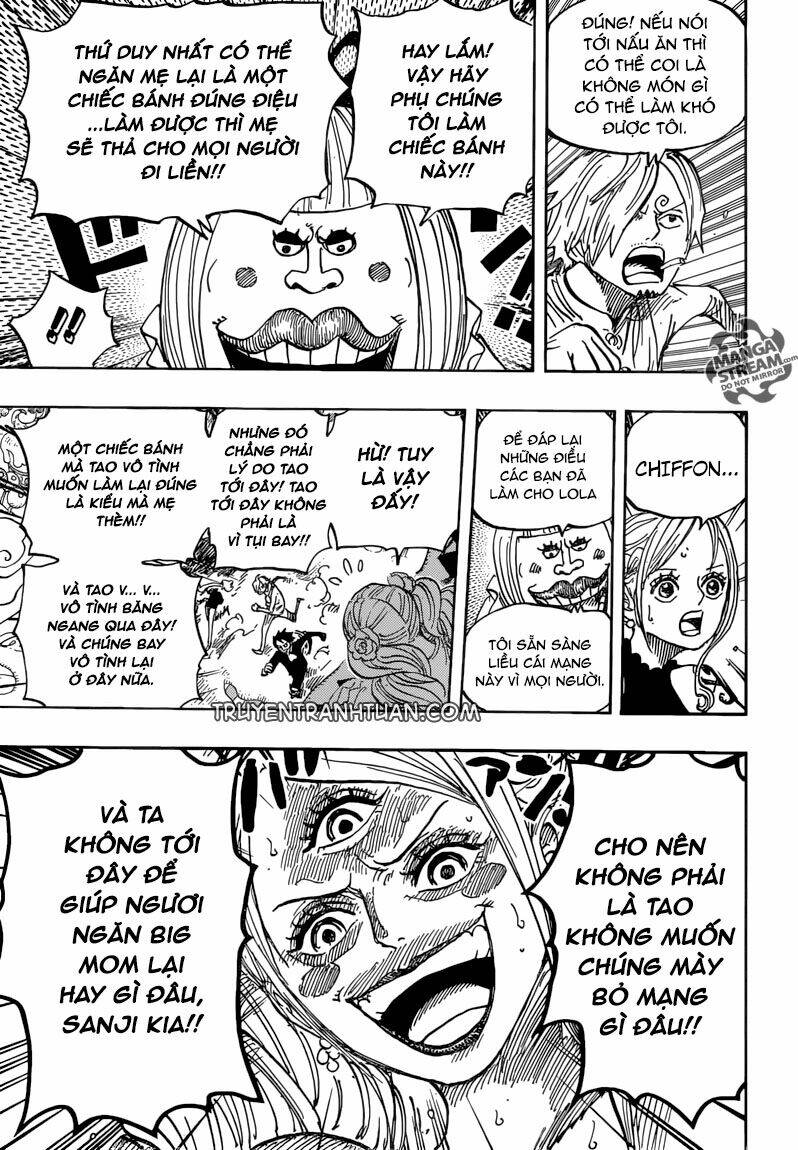 ĐÚNG! NẾU NÓI
TỚI NẤU ĂN THÌ
CÓ THỂ COI LÀ
KHÔNG MÓN GÌ
CÓ THỂ LÀM KHÓ
ĐƯỢC TÔI.
HAY LẮM!
VẬY HÃY
PHỤ CHÚNG
TÔI LÀM
CHIẾC BÁNH
NÀY!!
THỨ DUY NHẤT CÓ THỂ
NGĂN MẸ LẠI LÀ MỘT
CHIẾC BÁNH ĐÚNG ĐIỆU
...LÀM ĐƯỢC THÌ MẸ
SẼ THẢ CHO MỌI NGƯỜI
ĐI LIỀN!!
ドド
!!
MANGA
STREAM.com
DO NOT MIRROR
CHIFFON...
ĐỂ ĐÁP LẠI
NHỮNG ĐIỀU
CÁC BẠN ĐÃ
LÀM CHO LOLA
TÔI SẴN SÀNG
LIỀU CÁI MẠNG
NÀY VÌ MỌI NGƯỜI.
HỪ! TUY
LÀ VẬY
ĐẤY!
NHƯNG ĐÓ
CHẲNG PHẢI
LÝ DO TAO
TỚI ĐÂY! TAO
TỚI ĐÂY KHÔNG
PHẢI LÀ
VÌ TỤI BAY!!
MỘT CHIẾC BÁNH
MÀ TAO VÔ TÌNH
MUỐN LÀM LẠI ĐÚNG
LÀ KIỂU MÀ MẸ
THÈM!!
VÀ TAO V... V...
VÔ TÌNH BĂNG
NGANG QUA ĐÂY!
VÀ CHÚNG BAY
VÔ TÌNH LẠI
Ở ĐÂY NỮA.
TRUYENTRANHTUAN.COM
CHO NÊN
KHÔNG PHẢI
LÀ TAO
KHÔNG MUỐN
CHÚNG MÀY
BỎ MẠNG
GÌ ĐÂU!!
VÀ TA
KHÔNG TỚI
ĐÂY ĐỂ
GIÚP NGƯƠI
NGĂN BIG
MOM LẠI
HAY GÌ ĐÂU,
SANJI KIA!!